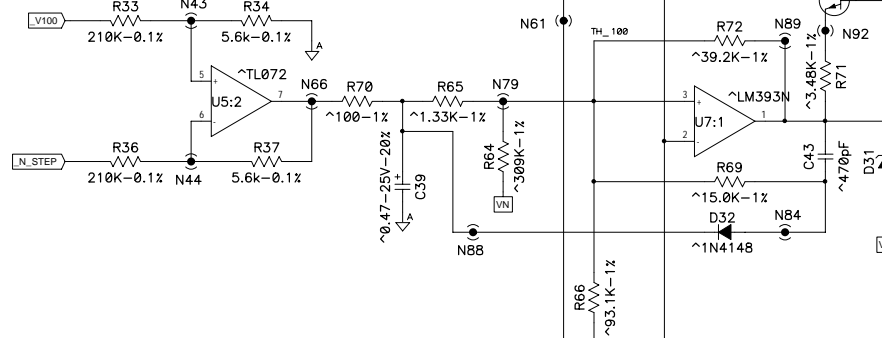 R33
N43
R34
_V100
210K-0.1%
5.6k-0.1%
A
^TL072
5
+
U5:2
7
6
-
N66
R70
^100-1%
R65
^1.33K-1%
N79
R36
_N_STEP
210K-0.1%
N44
R37
5.6k-0.1%
^0.47-25V-20%
+
C39
A
R64
^309K-1%
VN
N88
N61
TH_100
R72
^39.2K-1%
N89
N92
^3.48K-1%
R71
^LM393N
3
+
U7:1
1
2
-
C43
^470pF
D31
R69
^15.0K-1%
D32
^1N4148
N84
R66
^93.1K-1%